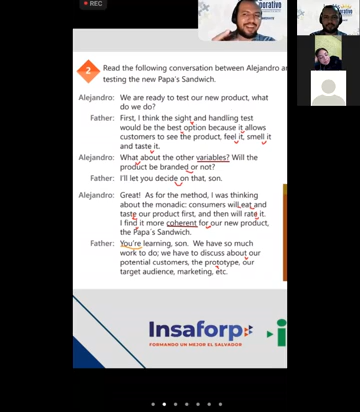 REC
orporativo
2
Read the following conversation between Alejandro an
testing the new Papa's Sandwich.
Alejandro: We are ready to test our new product, what
do we do?
Father: First, I think the sight and handling test
would be the best option because it allows
customers to see the product, feel it, smell it
and taste it.
Alejandro: What about the other variables? Will the
product be branded or not?
Father: I'll let you decide on that, son.
Alejandro: Great! As for the method, I was thinking
about the monadic: consumers will eat and
taste our product first, and then will rate it.
I find it more coherent for our new product,
the Papa's Sandwich.
Father: You're learning, son. We have so much
work to do; we have to discuss about our
potential customers, the prototype, our
target audience, marketing, etc.
Insaforp
FORMANDO UN MEJOR EL SALVADOR